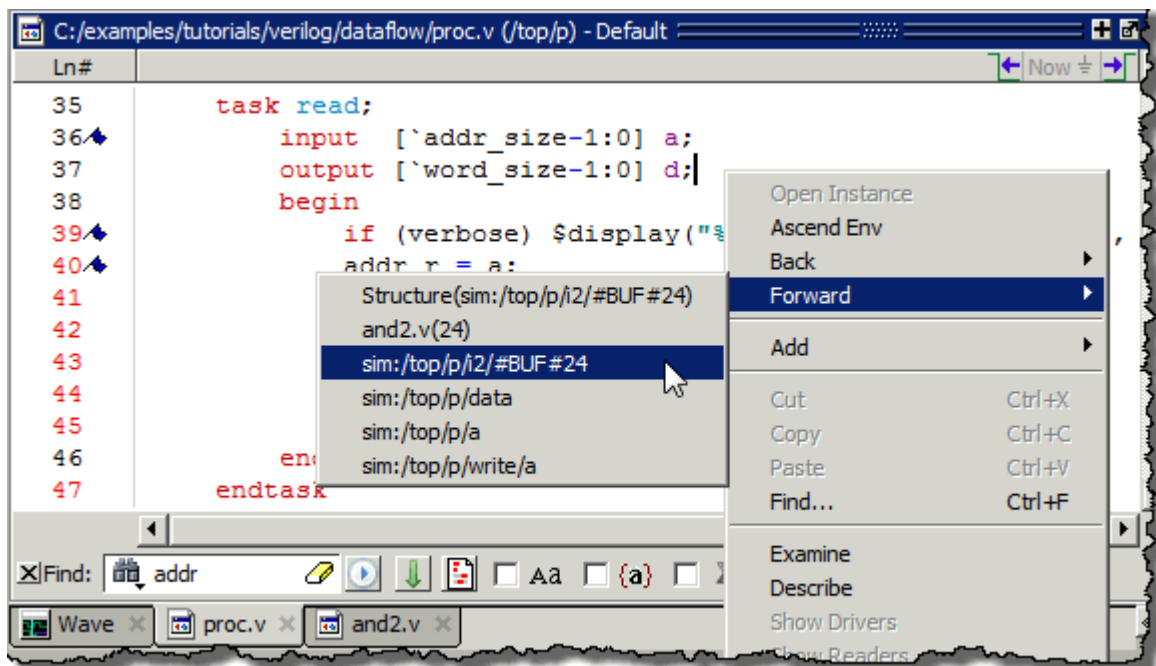 C:/examples/tutorials/verilog/dataflow/proc.v (/top/p) - Default
Ln# Now
35 task read;
36 input [`addr_size-1:0] a;
37 output [`word_size-1:0] d;
38 begin
39 if (verbose) $display("% ,
40 addr_r = a;
41
42
43
44
45
46 en
47 endtask
Structure(sim:/top/p/i2/#BUF#24)
and2.v(24)
sim:/top/p/i2/#BUF#24
sim:/top/p/data
sim:/top/p/a
sim:/top/p/write/a
Open Instance
Ascend Env
Back
Forward
Add
Cut Ctrl+X
Copy Ctrl+C
Paste Ctrl+V
Find... Ctrl+F
Examine
Describe
Show Drivers
Show Readers
Find: addr Aa {a}
Wave proc.v and2.v